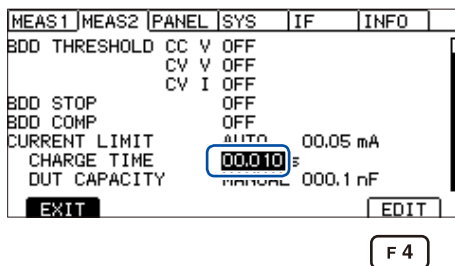 MEAS1 MEAS2 PANEL SYS IF INFO
BDD THRESHOLD CC V OFF
CV V OFF
CV I OFF
BDD STOP OFF
BDD COMP OFF
CURRENT LIMIT AUTO 00.05 mA
CHARGE TIME 00.010 s
DUT CAPACITY MANUAL 000.1 nF
EXIT EDIT
F4